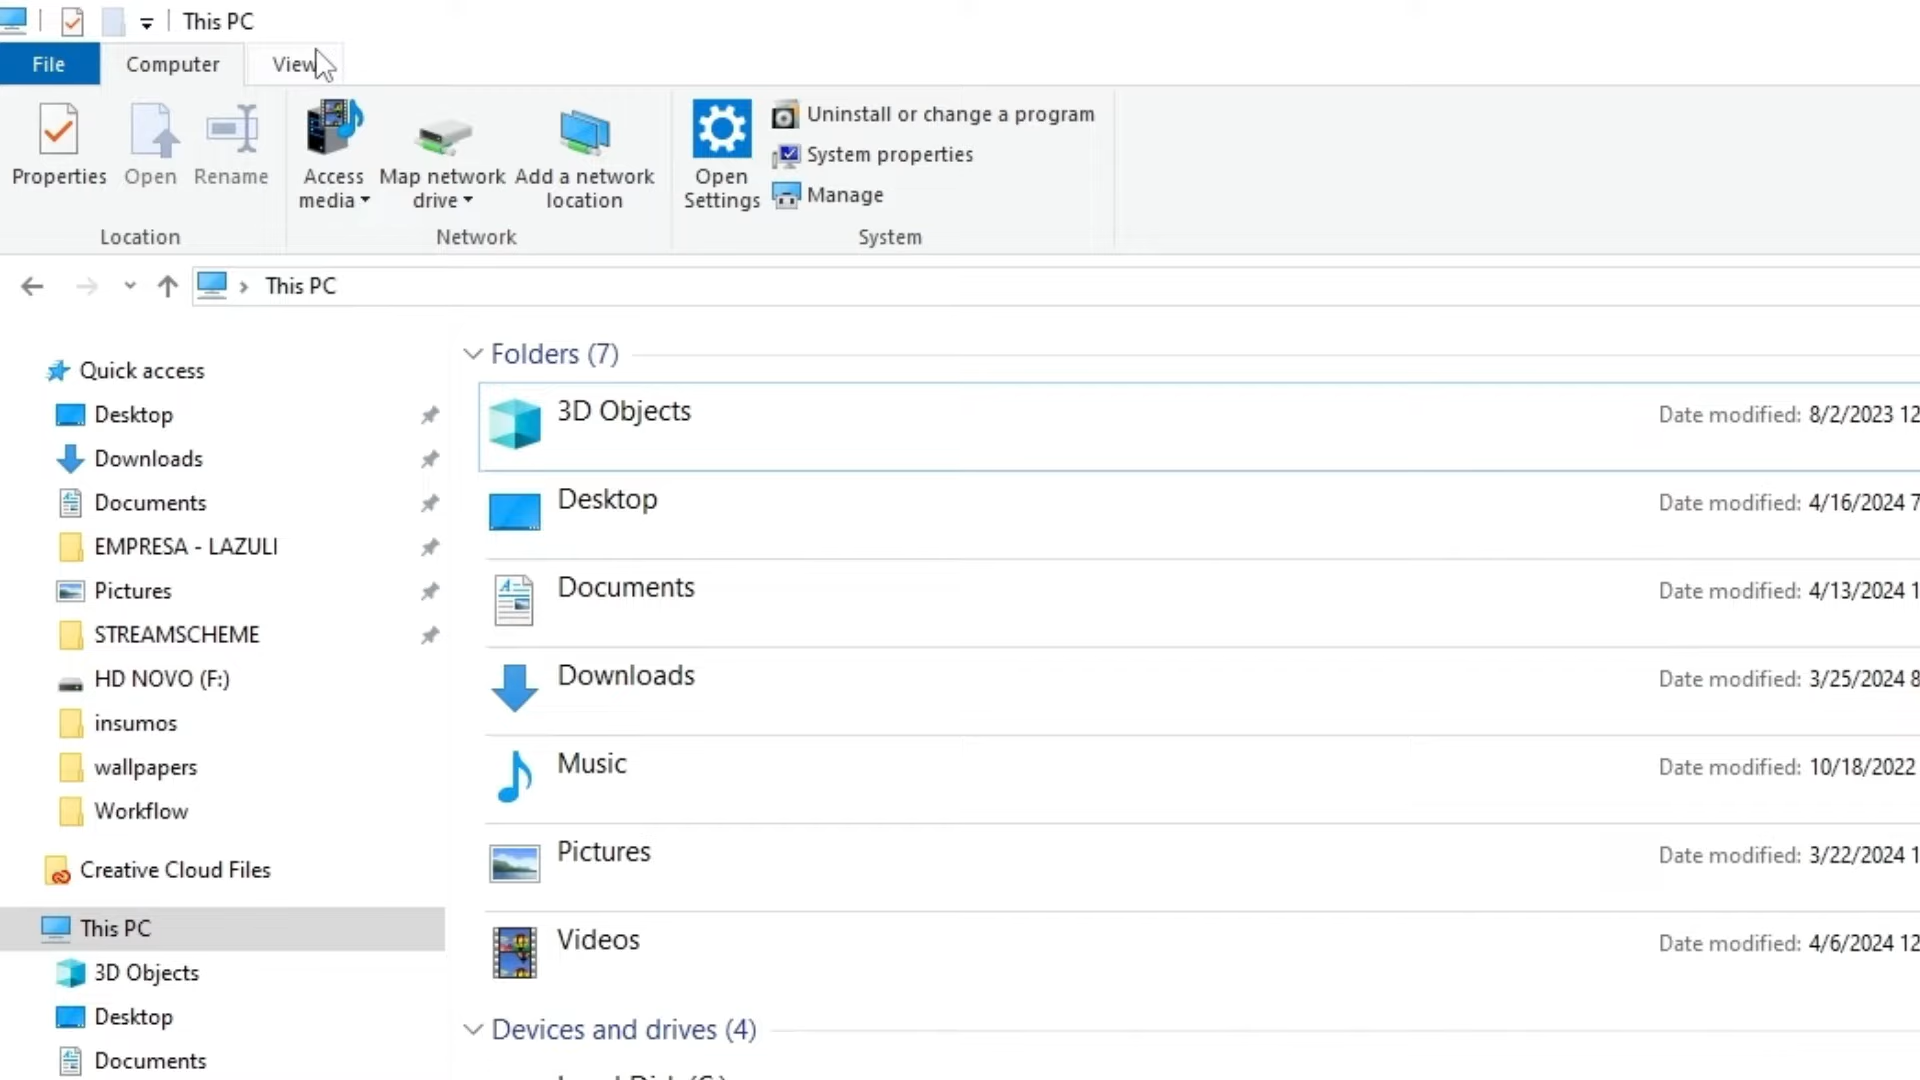 This PC
File Computer View
Properties Open Rename Access media Map network drive Add a network location Open Settings
Uninstall or change a program
System properties
Manage
Location Network System
This PC
Quick access
Desktop
Downloads
Documents
EMPRESA - LAZULI
Pictures
STREAMSCHEME
HD NOVO (F:)
insumos
wallpapers
Workflow
Creative Cloud Files
This PC
3D Objects
Desktop
Documents
Folders (7)
3D Objects Date modified: 8/2/2023 12
Desktop Date modified: 4/16/2024 7
Documents Date modified: 4/13/2024 1
Downloads Date modified: 3/25/2024 8
Music Date modified: 10/18/2022
Pictures Date modified: 3/22/2024 1
Videos Date modified: 4/6/2024 12
Devices and drives (4)